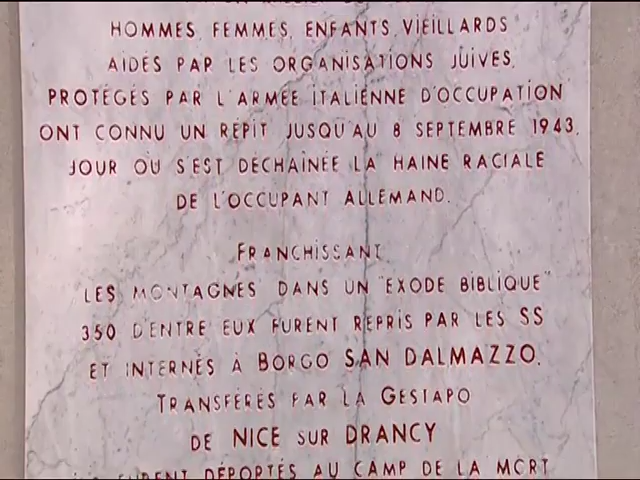 HOMMES, FEMMES, ENFANTS, VIEILLARDS
AIDÉS PAR LES ORGANISATIONS JUIVES,
PROTÉGÉS PAR L'ARMÉE ITALIENNE D'OCCUPATION
ONT CONNU UN RÉPIT JUSQU'AU 8 SEPTEMBRE 1943,
JOUR OÙ S'EST DÉCHAINÉE LA HAINE RACIALE
DE L'OCCUPANT ALLEMAND.
FRANCHISSANT
LES MONTAGNES DANS UN "EXODE BIBLIQUE"
350 D'ENTRE EUX FURENT REPRIS PAR LES SS
ET INTERNÉS À BORGO SAN DALMAZZO.
TRANSFÉRÉS PAR LA GESTAPO
DE NICE SUR DRANCY
FURENT DÉPORTÉS AU CAMP DE LA MORT